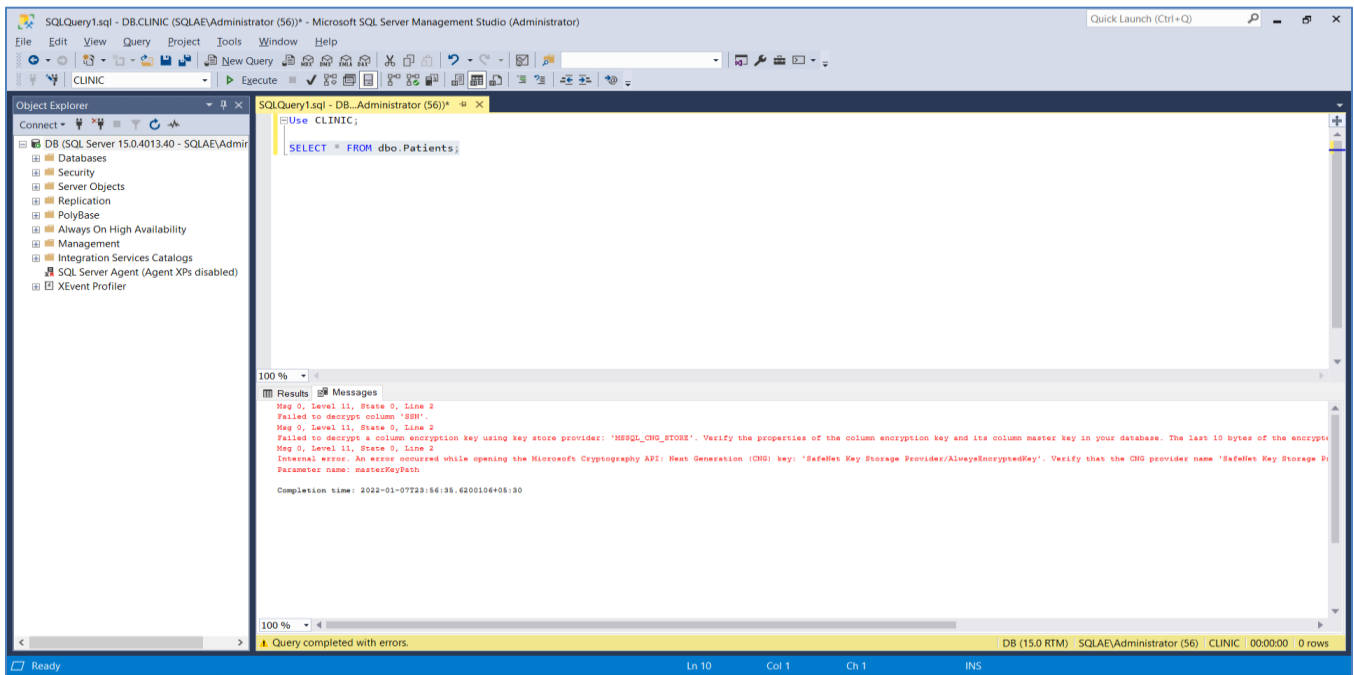 SQLQuery1.sql - DB.CLINIC (SQLAE\Administrator (56))* - Microsoft SQL Server Management Studio (Administrator)
Quick Launch (Ctrl+Q)
File Edit View Query Project Tools Window Help
New Query
CLINIC
Execute
Object Explorer
SQLQuery1.sql - DB...Administrator (56))*
Connect
DB (SQL Server 15.0.4013.40 - SQLAE\Admir
Databases
Security
Server Objects
Replication
PolyBase
Always On High Availability
Management
Integration Services Catalogs
SQL Server Agent (Agent XPs disabled)
XEvent Profiler
Use CLINIC;
SELECT * FROM dbo.Patients;
100 %
Results Messages
Msg 0, Level 11, State 0, Line 2
Failed to decrypt column 'SSN'.
Msg 0, Level 11, State 0, Line 2
Failed to decrypt a column encryption key using key store provider: 'MSSQL_CNG_STORE'. Verify the properties of the column encryption key and its column master key in your database. The last 10 bytes of the encrypte
Msg 0, Level 11, State 0, Line 2
Internal error. An error occurred while opening the Microsoft Cryptography API: Next Generation (CNG) key: 'SafeNet Key Storage Provider/AlwaysEncryptedKey'. Verify that the CNG provider name 'SafeNet Key Storage Pr
Parameter name: masterKeyPath
Completion time: 2022-01-07T23:56:35.6200106+05:30
100 %
Query completed with errors.
DB (15.0 RTM) SQLAE\Administrator (56) CLINIC 00:00:00 0 rows
Ready
Ln 10 Col 1 Ch 1 INS